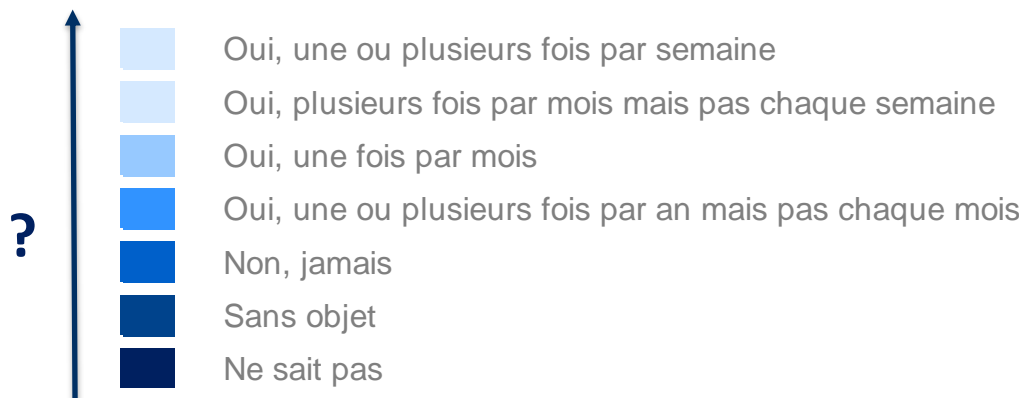 Oui, une ou plusieurs fois par semaine
Oui, plusieurs fois par mois mais pas chaque semaine
Oui, une fois par mois
Oui, une ou plusieurs fois par an mais pas chaque mois
?
Non, jamais
Sans objet
Ne sait pas